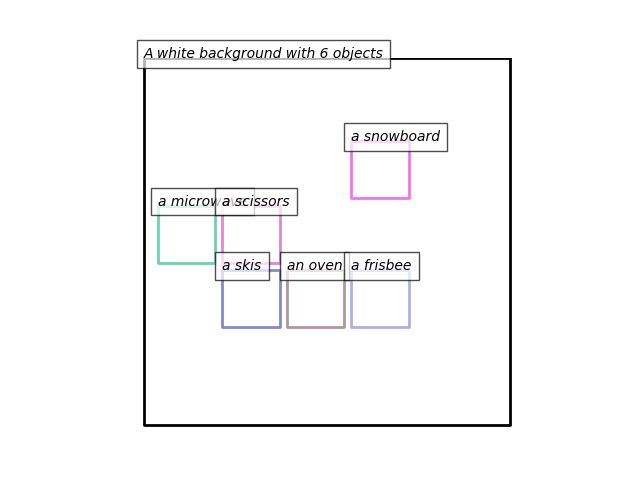 A white background with 6 objects
a snowboard
a microwave
a scissors
a skis
an oven
a frisbee